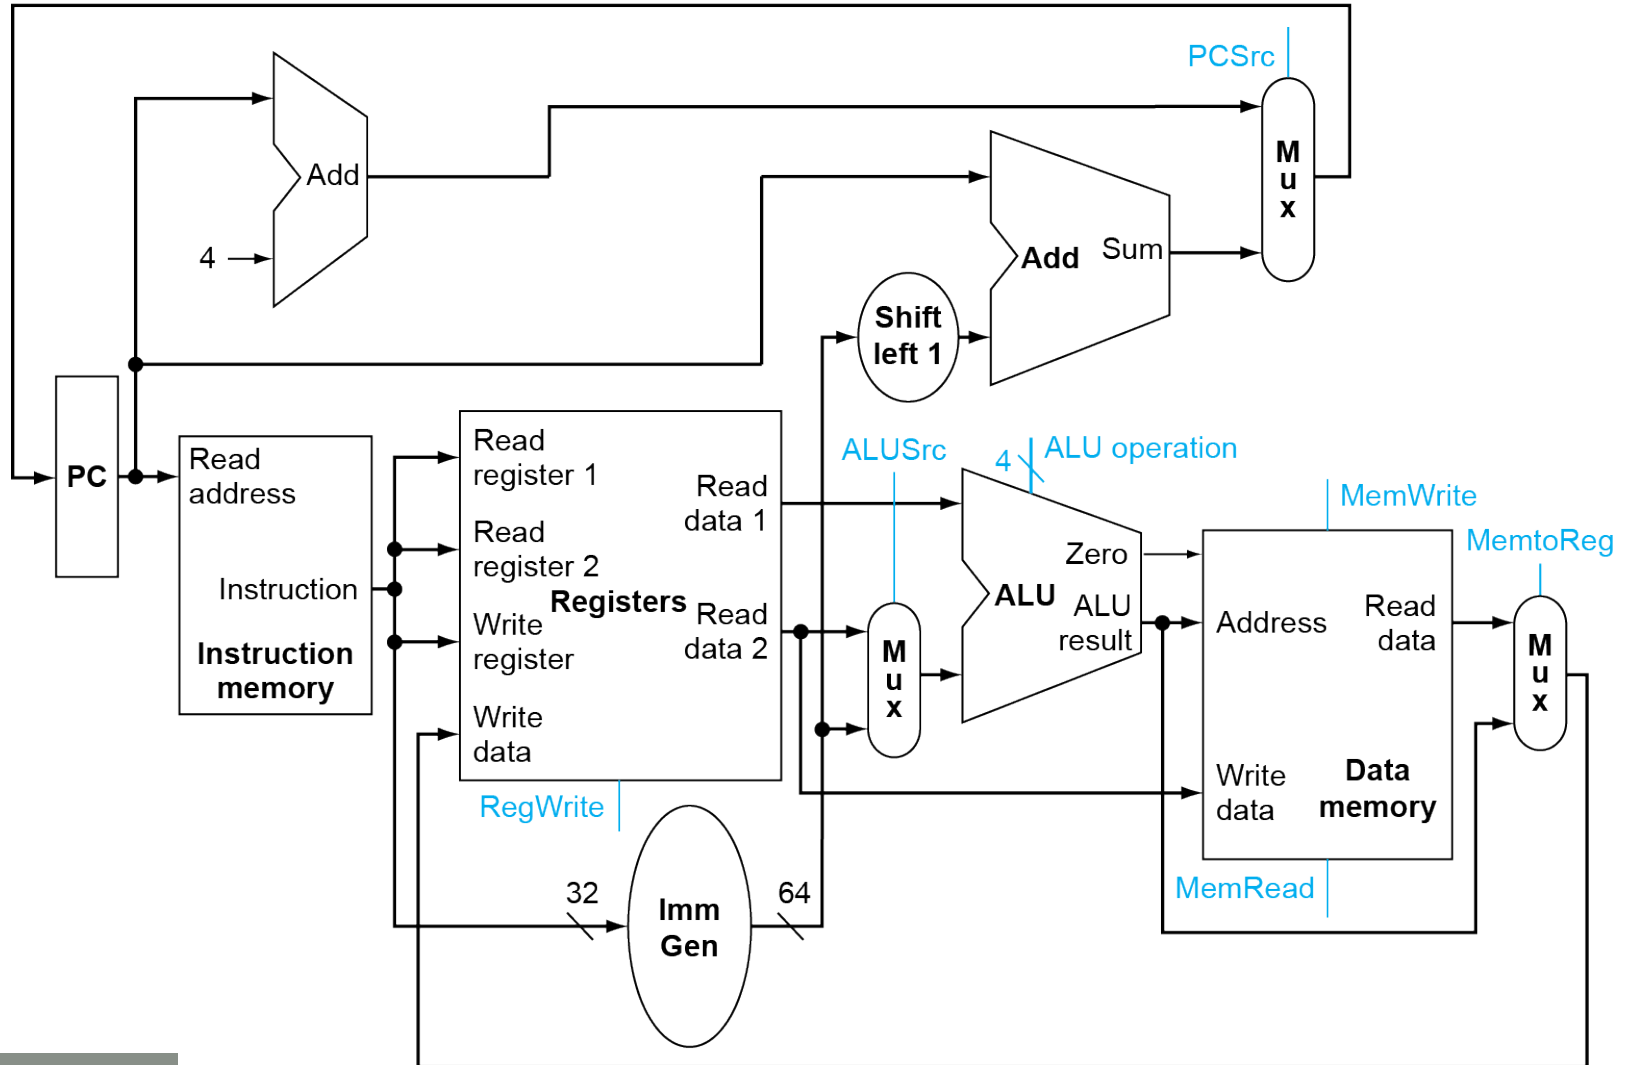 PCSrc
M
u
x
Add
4
Add Sum
Shift
left 1
PC
Read
address
Instruction
Instruction
memory
Read
register 1
Read
register 2
Write
register
Write
data
Registers
Read
data 1
Read
data 2
RegWrite
ALUSrc
M
u
x
4
ALU operation
Zero
ALU
ALU
result
MemWrite
Address
Read
data
Write
data
Data
memory
MemRead
MemtoReg
M
u
x
32
Imm
Gen
64